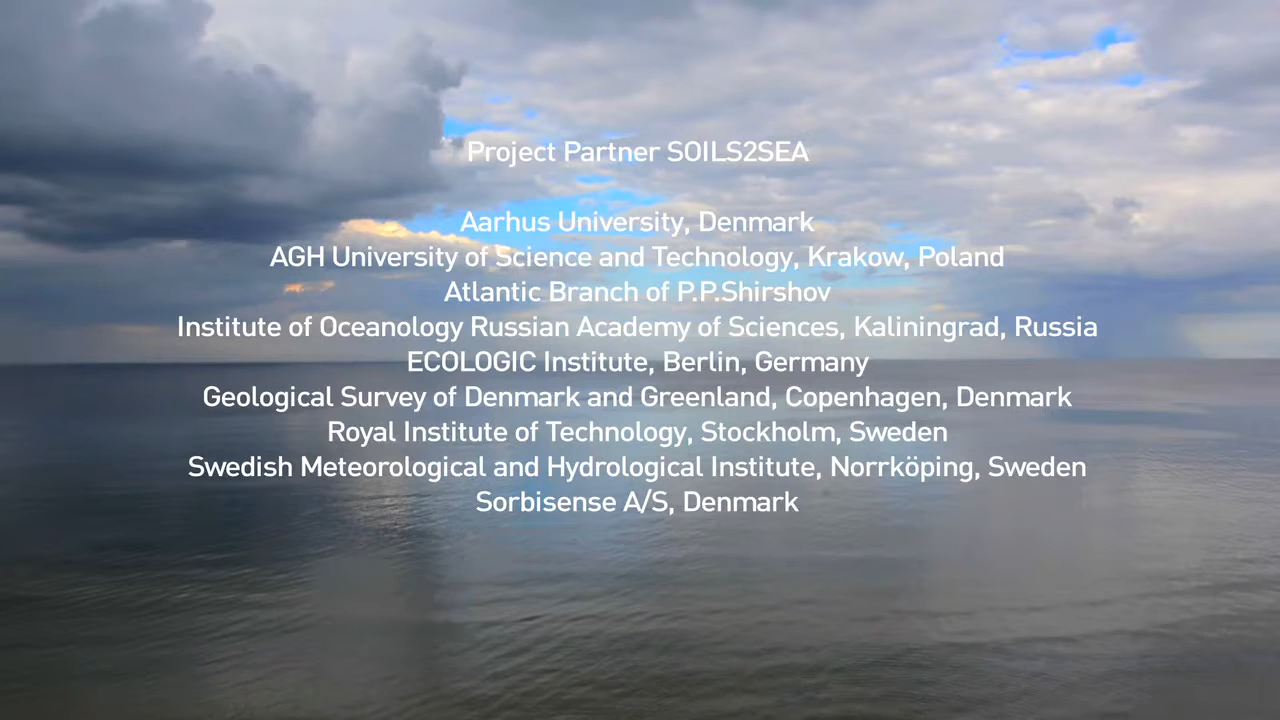 Project Partner SOILS2SEA
Aarhus University, Denmark
AGH University of Science and Technology, Krakow, Poland
Atlantic Branch of P.P.Shirshov
Institute of Oceanology Russian Academy of Sciences, Kaliningrad, Russia
ECOLOGIC Institute, Berlin, Germany
Geological Survey of Denmark and Greenland, Copenhagen, Denmark
Royal Institute of Technology, Stockholm, Sweden
Swedish Meteorological and Hydrological Institute, Norrköping, Sweden
Sorbisense A/S, Denmark